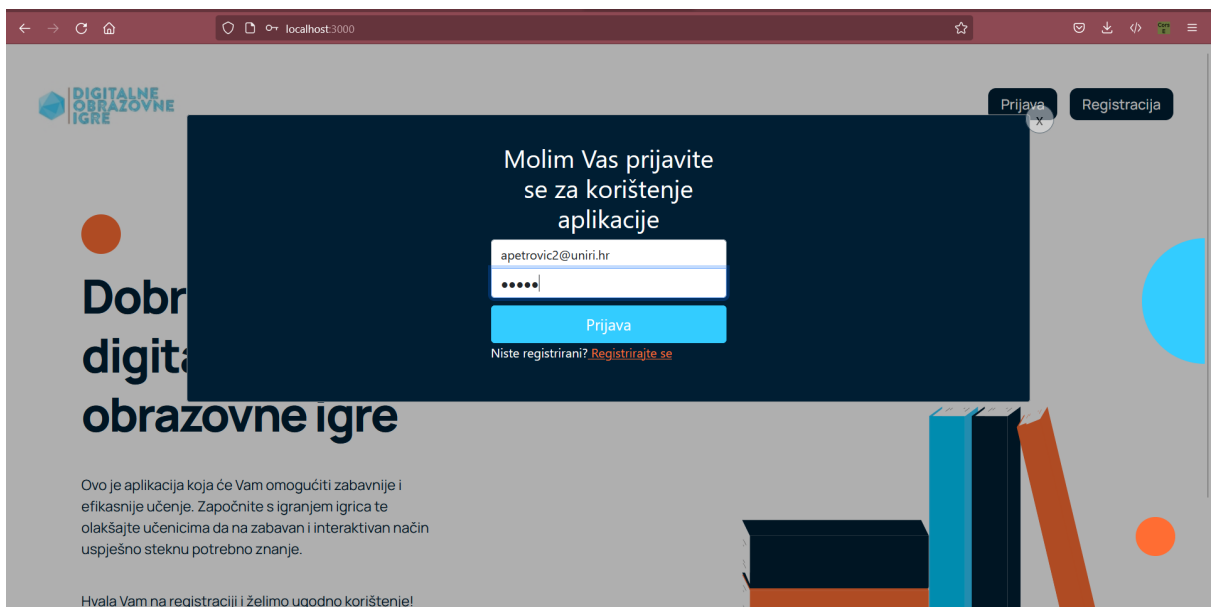 localhost:3000
DIGITALNE
OBRAZOVNE
IGRE
Prijava
Registracija
x
Molim Vas prijavite
se za korištenje
aplikacije
apetrovic2@uniri.hr
•••••
Prijava
Niste registrirani? Registrirajte se
Dobr
digit
obrazovne igre
Ovo je aplikacija koja će Vam omogućiti zabavnije i
efikasnije učenje. Započnite s igranjem igrica te
olakšajte učenicima da na zabavan i interaktivan način
uspješno steknu potrebno znanje.
Hvala Vam na registraciji i želimo ugodno korištenje!